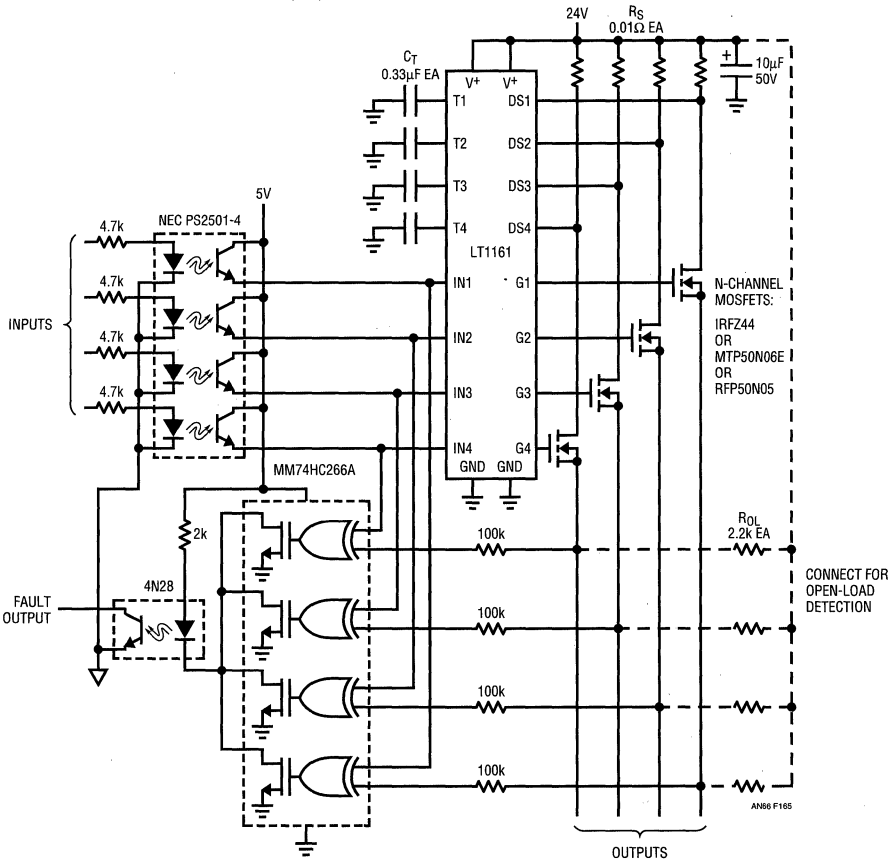 24V
RS
0.01Ω EA
CT
0.33µF EA
+
10µF
50V
V+
V+
T1
DS1
T2
DS2
T3
DS3
T4
DS4
LT1161
5V
NEC PS2501-4
4.7k
4.7k
4.7k
4.7k
INPUTS
IN1
G1
IN2
G2
IN3
G3
IN4
G4
GND
GND
N-CHANNEL
MOSFETS:
IRFZ44
OR
MTP50N06E
OR
RFP50N05
MM74HC266A
2k
4N28
FAULT
OUTPUT
100k
100k
100k
100k
ROL
2.2k EA
CONNECT FOR
OPEN-LOAD
DETECTION
AN66 F165
OUTPUTS